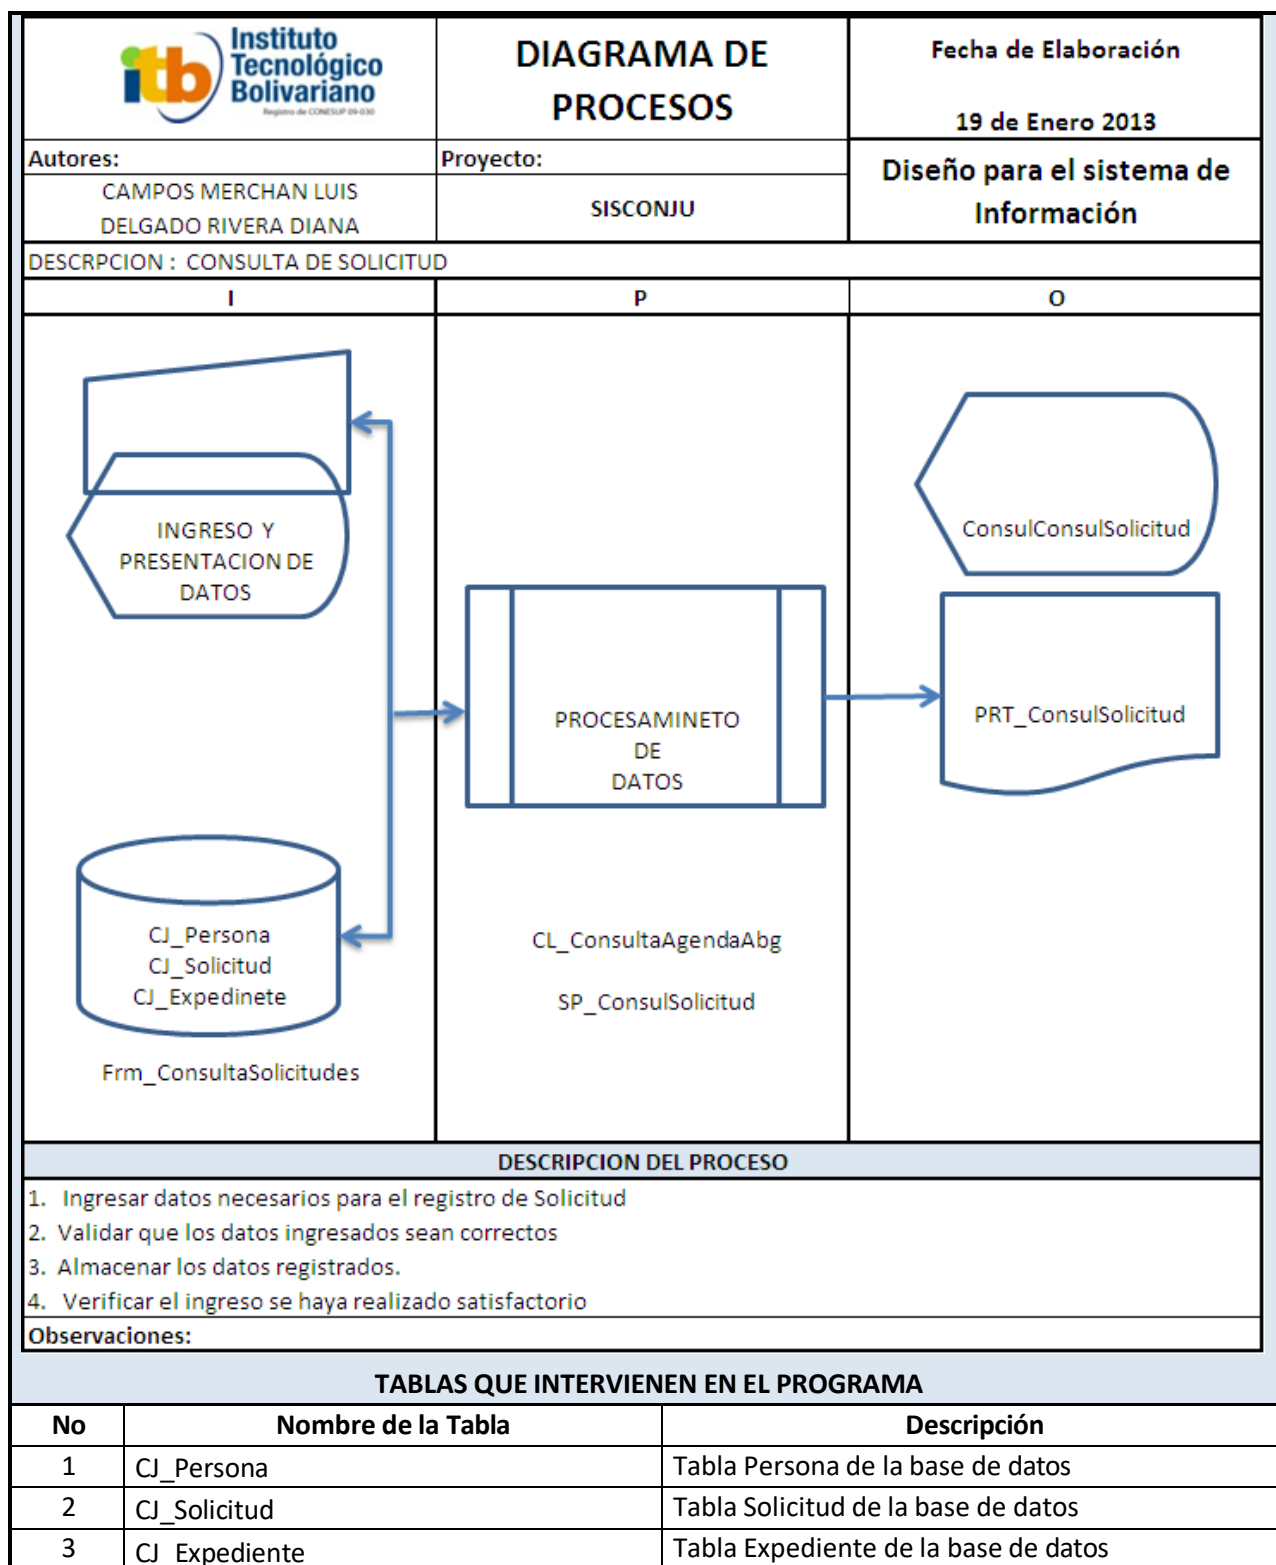 itb
Instituto
Tecnológico
Bolivariano
Registro de CONESUP 09-030
DIAGRAMA DE
PROCESOS
Fecha de Elaboración
19 de Enero 2013
Autores:
CAMPOS MERCHAN LUIS
DELGADO RIVERA DIANA
Proyecto:
SISCONJU
Diseño para el sistema de
Información
DESCRPCION : CONSULTA DE SOLICITUD
I
P
O
INGRESO Y
PRESENTACION DE
DATOS
CJ_Persona
CJ_Solicitud
CJ_Expedinete
Frm_ConsultaSolicitudes
PROCESAMINETO
DE
DATOS
CL_ConsultaAgendaAbg
SP_ConsulSolicitud
ConsulConsulSolicitud
PRT_ConsulSolicitud
DESCRIPCION DEL PROCESO
1. Ingresar datos necesarios para el registro de Solicitud
2. Validar que los datos ingresados sean correctos
3. Almacenar los datos registrados.
4. Verificar el ingreso se haya realizado satisfactorio
Observaciones:
TABLAS QUE INTERVIENEN EN EL PROGRAMA
No Nombre de la Tabla Descripción
1 CJ_Persona Tabla Persona de la base de datos
2 CJ_Solicitud Tabla Solicitud de la base de datos
3 CJ_Expediente Tabla Expediente de la base de datos